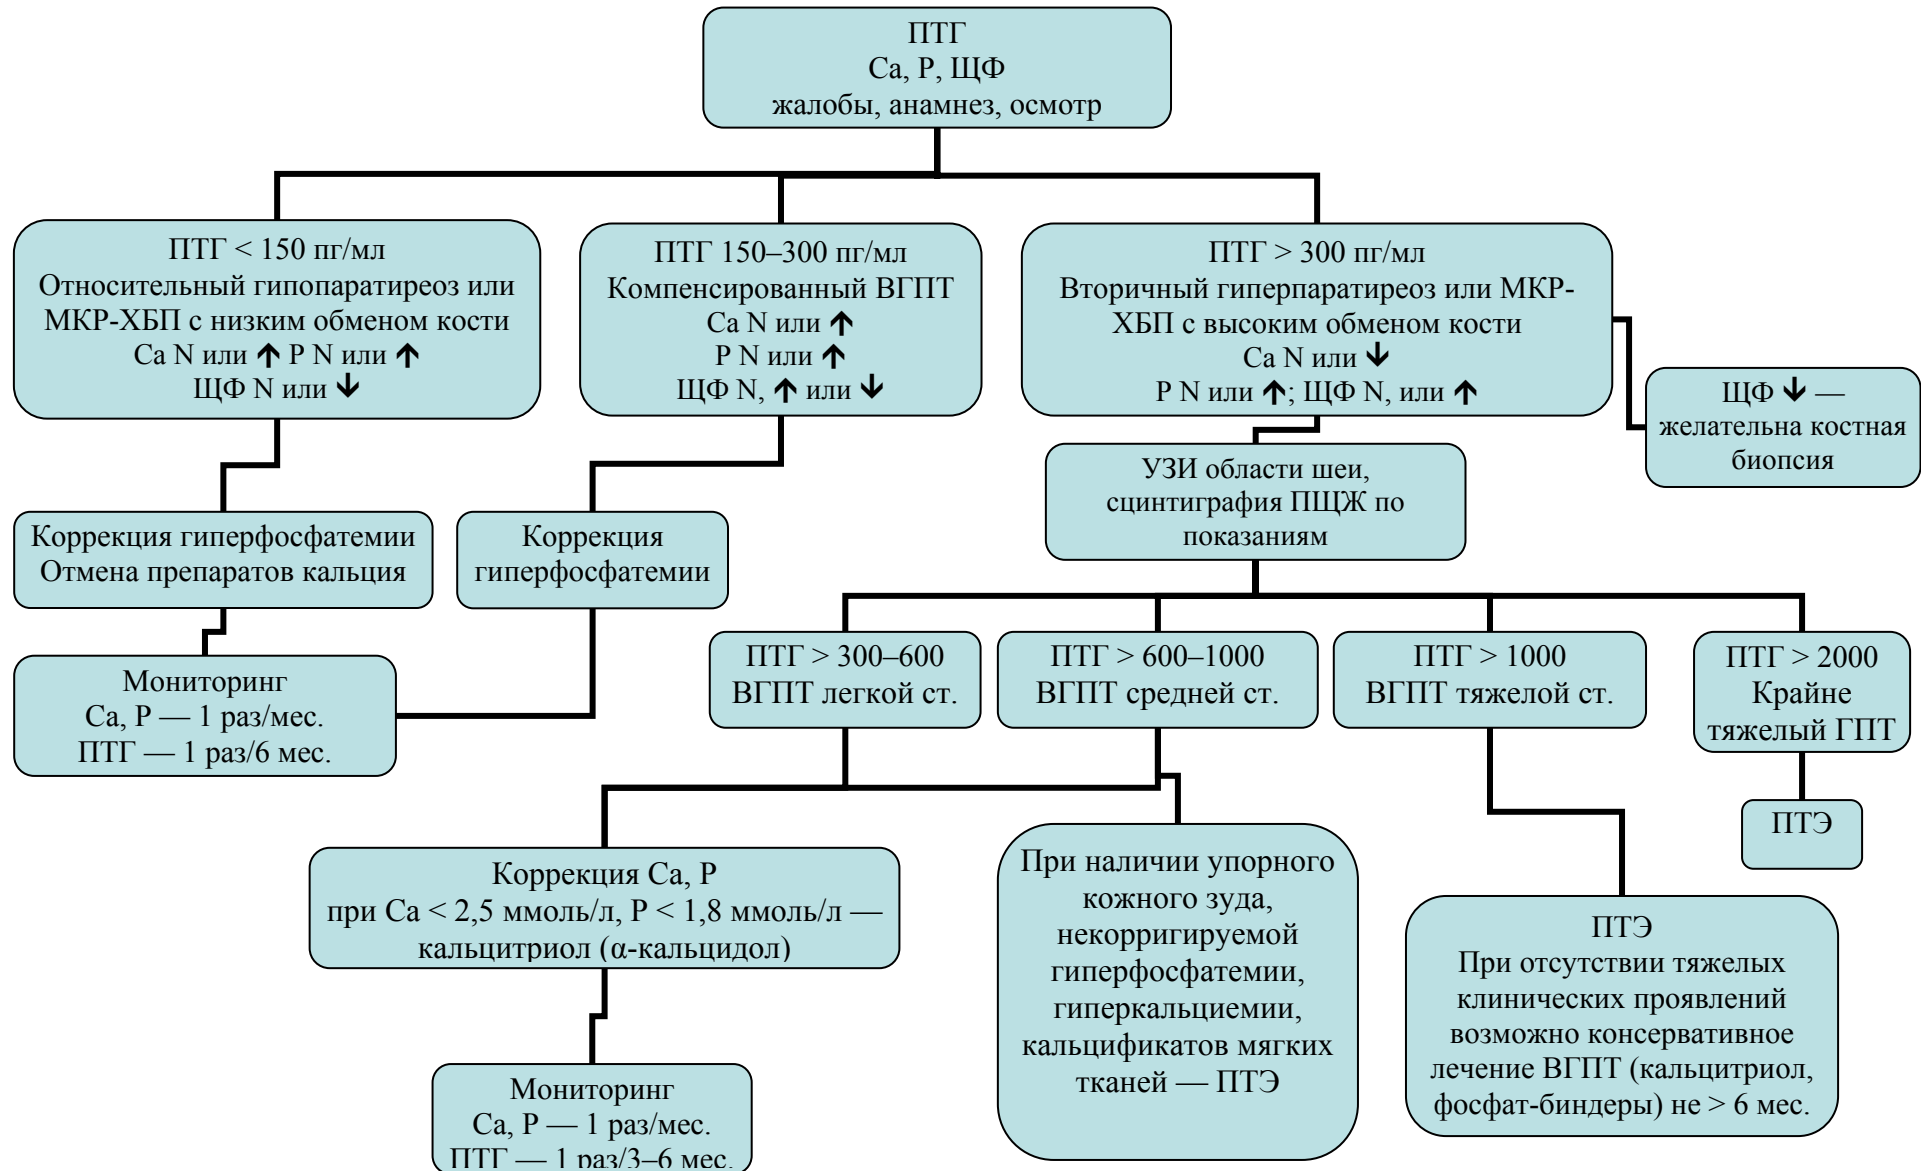 ПТГ
Ca, P, ЩФ
жалобы, анамнез, осмотр
ПТГ < 150 пг/мл
Относительный гипопаратиреоз или
МКР-ХБП с низким обменом кости
Ca N или ↑ P N или ↑
ЩФ N или ↓
ПТГ 150–300 пг/мл
Компенсированный ВГПТ
Ca N или ↑
P N или ↑
ЩФ N, ↑ или ↓
ПТГ > 300 пг/мл
Вторичный гиперпаратиреоз или МКР-
ХБП с высоким обменом кости
Ca N или ↓
P N или ↑; ЩФ N, или ↑
ЩФ ↓ —
желательна костная
биопсия
УЗИ области шеи,
сцинтиграфия ПЩЖ по
показаниям
Коррекция гиперфосфатемии
Отмена препаратов кальция
Коррекция
гиперфосфатемии
Мониторинг
Ca, P — 1 раз/мес.
ПТГ — 1 раз/6 мес.
ПТГ > 300–600
ВГПТ легкой ст.
ПТГ > 600–1000
ВГПТ средней ст.
ПТГ > 1000
ВГПТ тяжелой ст.
ПТГ > 2000
Крайне
тяжелый ГПТ
ПТЭ
Коррекция Ca, P
при Ca < 2,5 ммоль/л, P < 1,8 ммоль/л —
кальцитриол (α-кальцидол)
При наличии упорного
кожного зуда,
некорригируемой
гиперфосфатемии,
гиперкальциемии,
кальцификатов мягких
тканей — ПТЭ
ПТЭ
При отсутствии тяжелых
клинических проявлений
возможно консервативное
лечение ВГПТ (кальцитриол,
фосфат-биндеры) не > 6 мес.
Мониторинг
Ca, P — 1 раз/мес.
ПТГ — 1 раз/3–6 мес.